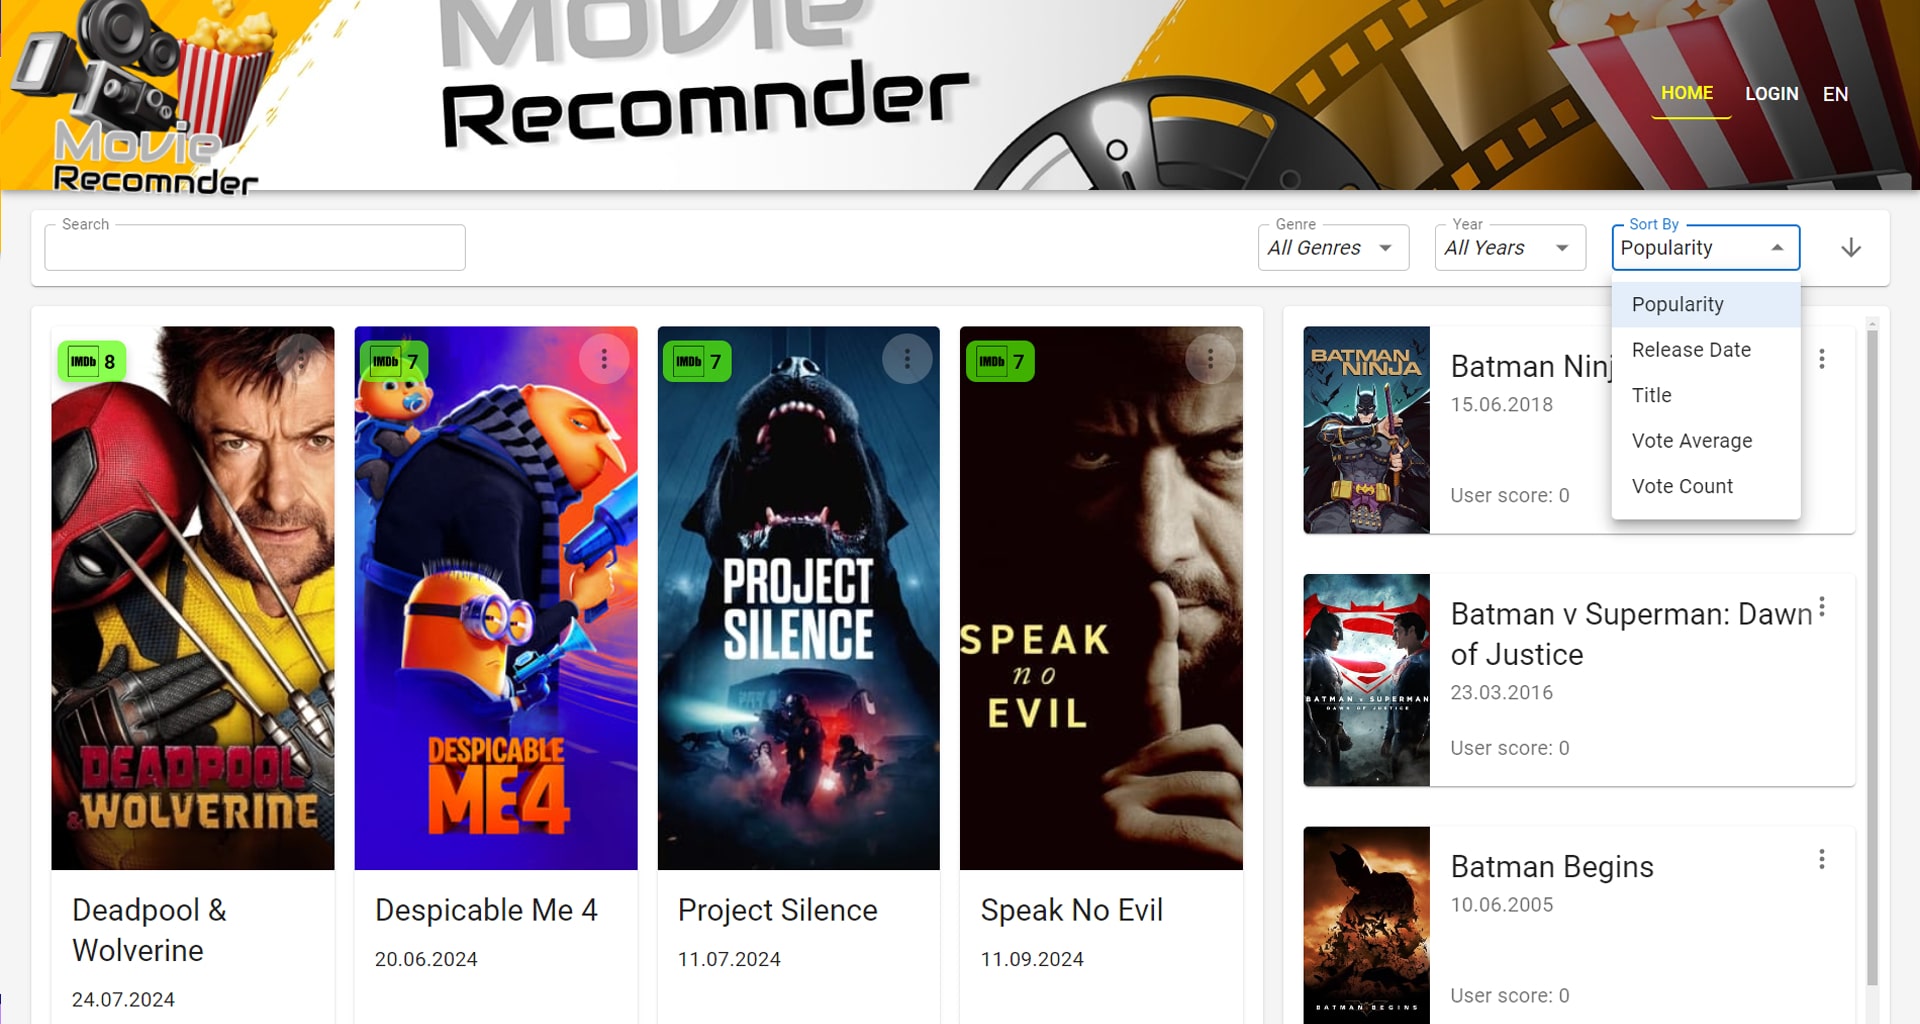 Movie
Recomnder
Movie
Recomnder
HOME
LOGIN
EN
Search
Genre
All Genres
Year
All Years
Sort By
Popularity
Popularity
Release Date
Title
Vote Average
Vote Count
IMDb 8
DEADPOOL
& WOLVERINE
Deadpool &
Wolverine
24.07.2024
IMDb 7
DESPICABLE
ME4
Despicable Me 4
20.06.2024
IMDb 7
PROJECT
SILENCE
Project Silence
11.07.2024
IMDb 7
SPEAK
no
EVIL
Speak No Evil
11.09.2024
BATMAN
NINJA
Batman Ninj
15.06.2018
User score: 0
BATMAN v SUPERMAN
DAWN OF JUSTICE
Batman v Superman: Dawn
of Justice
23.03.2016
User score: 0
BATMAN BEGINS
Batman Begins
10.06.2005
User score: 0